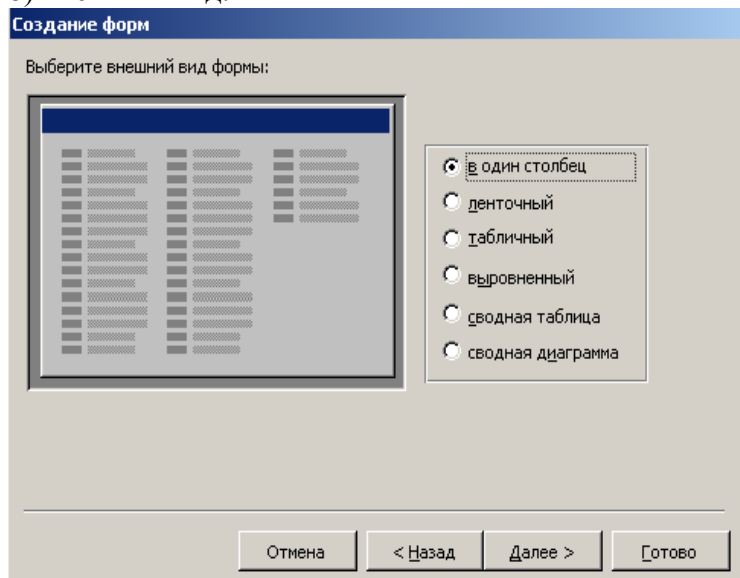 Создание форм
Выберите внешний вид формы:
в один столбец
ленточный
табличный
выровненный
сводная таблица
сводная диаграмма
Отмена
< Назад
Далее >
Готово